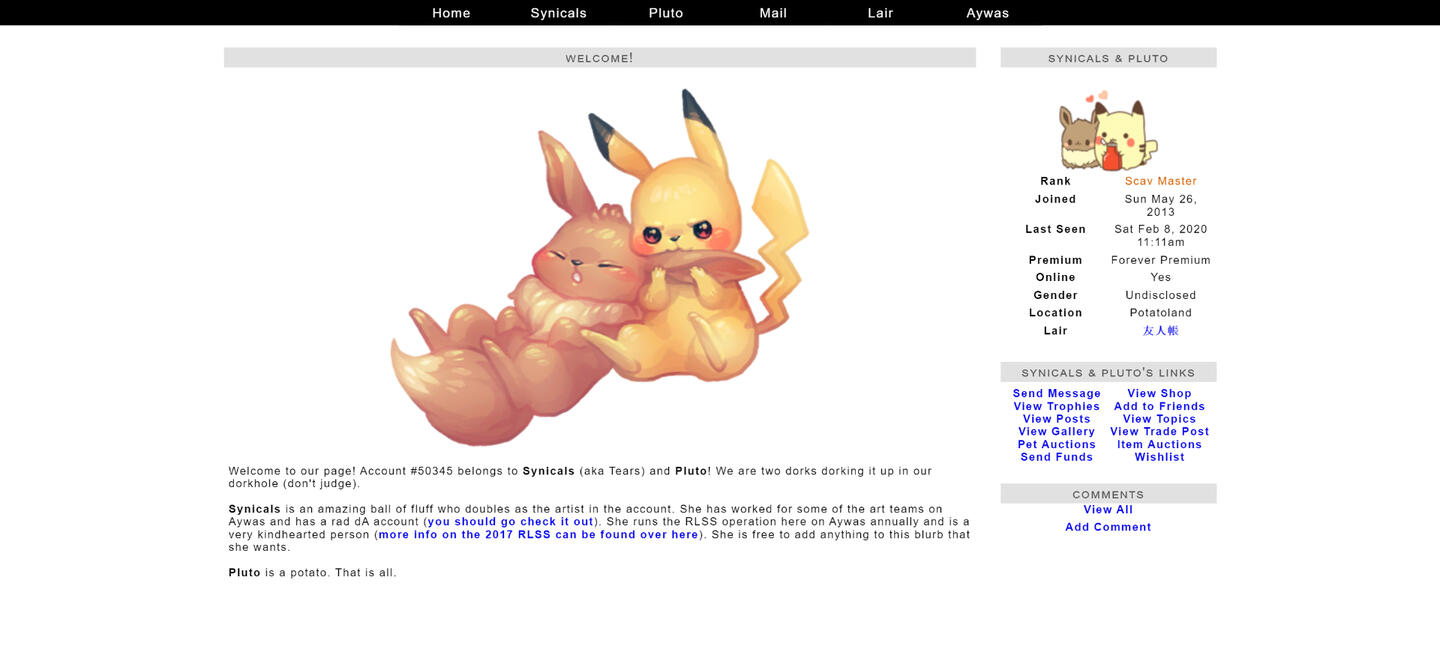 Home Synicals Pluto Mail Lair Aywas
WELCOME!
Welcome to our page! Account #50345 belongs to Synicals (aka Tears) and Pluto! We are two dorks dorking it up in our
dorkhole (don't judge).
Synicals is an amazing ball of fluff who doubles as the artist in the account. She has worked for some of the art teams on
Aywas and has a rad dA account (you should go check it out). She runs the RLSS operation here on Aywas annually and is a
very kindhearted person (more info on the 2017 RLSS can be found over here). She is free to add anything to this blurb that
she wants.
Pluto is a potato. That is all.
SYNICALS & PLUTO
Rank Scav Master
Joined Sun May 26,
2013
Last Seen Sat Feb 8, 2020
11:11am
Premium Forever Premium
Online Yes
Gender Undisclosed
Location Potatoland
Lair 友人帳
SYNICALS & PLUTO'S LINKS
Send Message View Shop
View Trophies Add to Friends
View Posts View Topics
View Gallery View Trade Post
Pet Auctions Item Auctions
Send Funds Wishlist
COMMENTS
View All
Add Comment